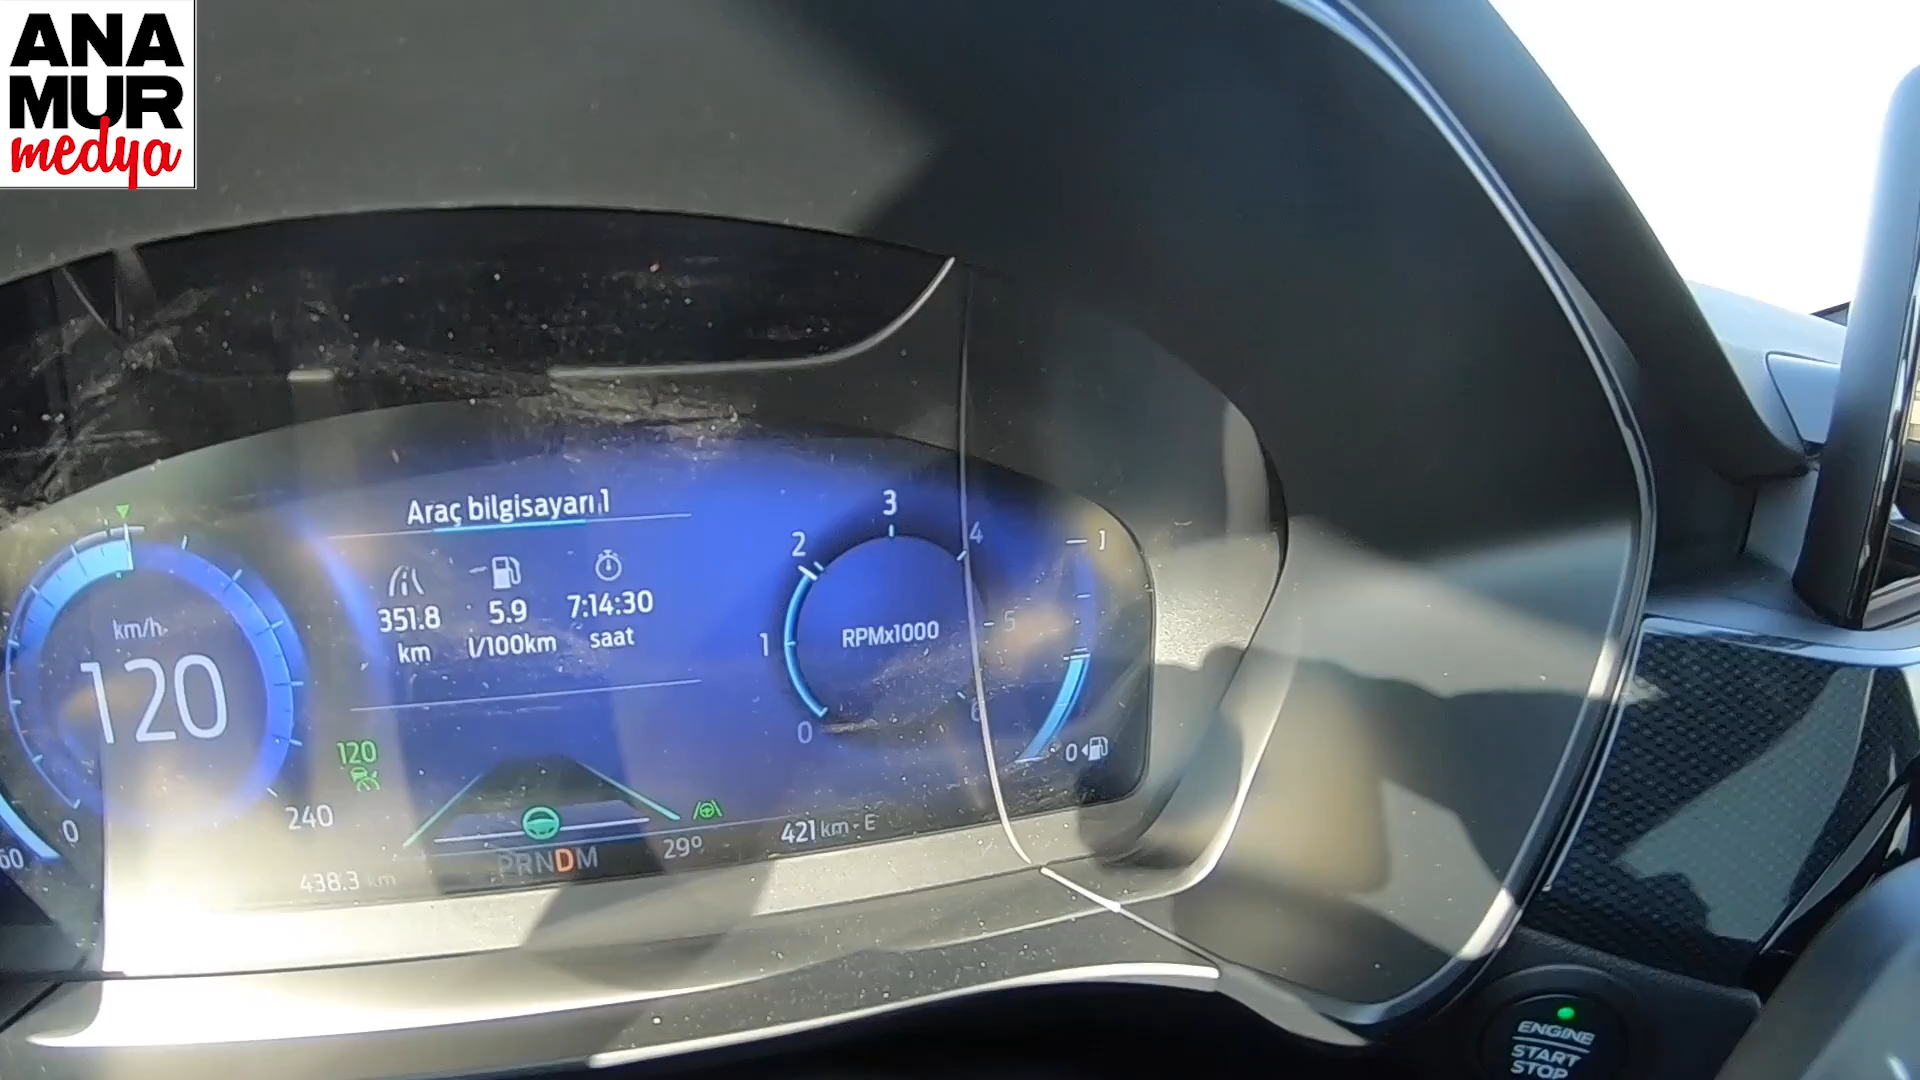 ANA
MUR
medya
Araç bilgisayarı 1
351.8
km
5.9
l/100km
7:14:30
saat
km/h
120
0
240
60
120
0
1
2
3
4
5
6
RPMx1000
1
0
PRNDM
29°
421 km - E
438.3 km
ENGINE
START
STOP